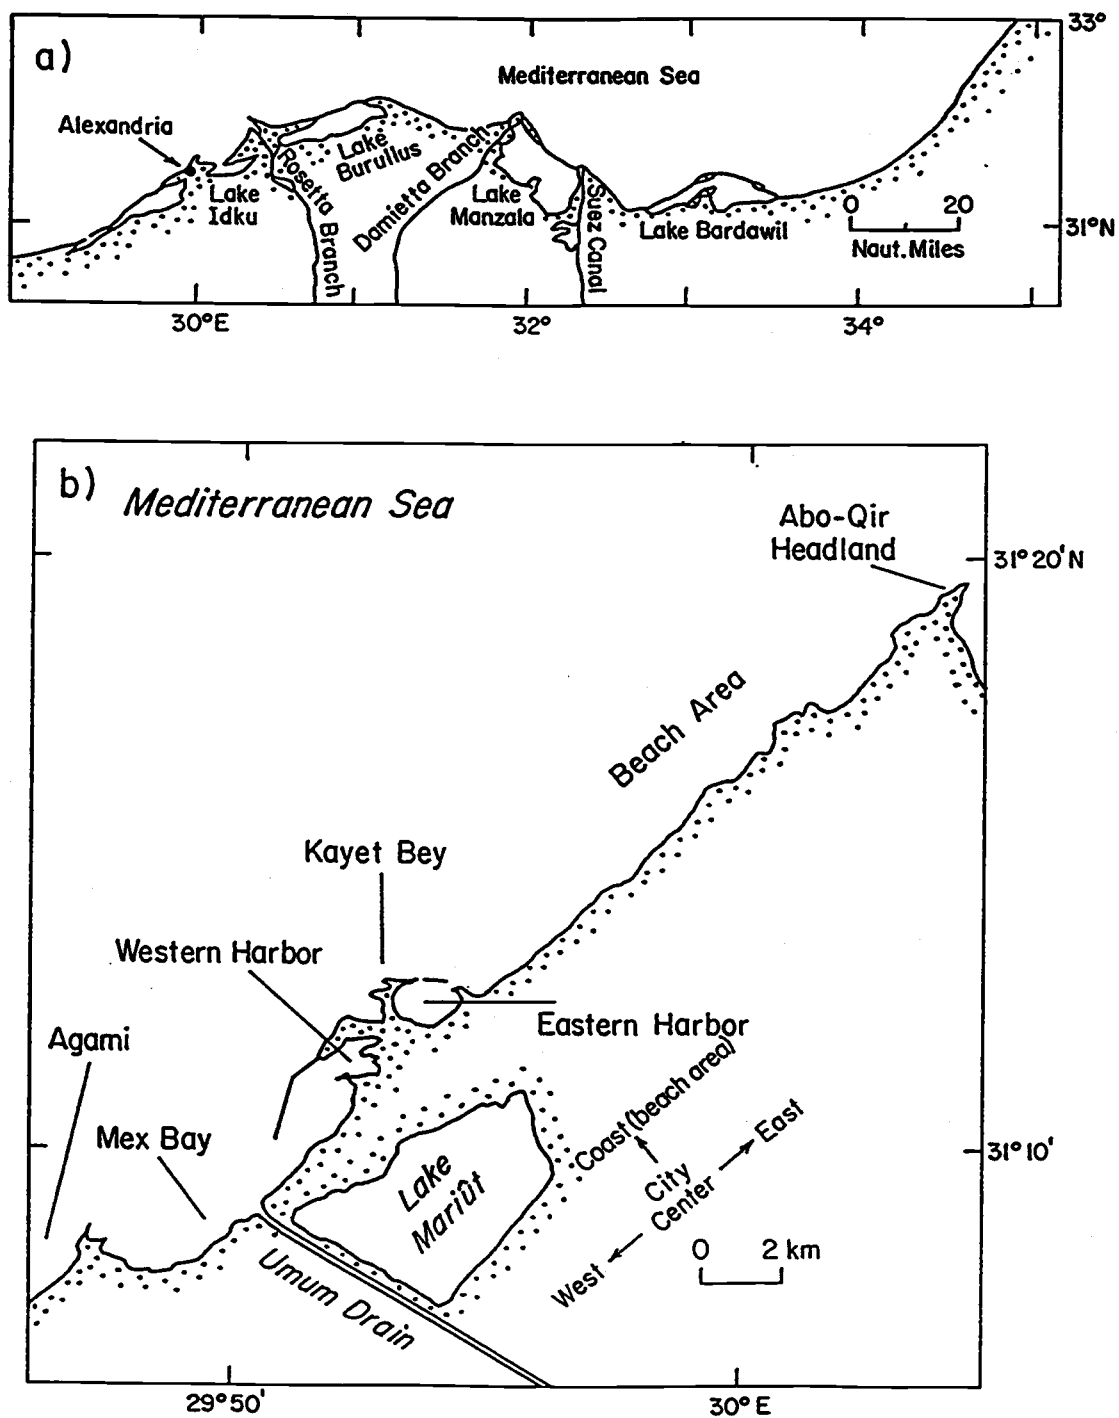 a)
Mediterranean Sea
33°
Alexandria
Lake
Idku
Rosetta Branch
Lake
Burullus
Damietta Branch
Lake
Manzala
Suez Canal
Lake Bardawil
0 20
Naut. Miles
31°N
30°E
32°
34°
b)
Mediterranean Sea
Abo-Qir
Headland
31°20'N
Beach Area
Kayet Bey
Western Harbor
Eastern Harbor
Agami
Mex Bay
Lake
Mariût
Umum Drain
Coast(beach area)
East
City
Center
West
31°10'
0 2 km
29°50'
30°E